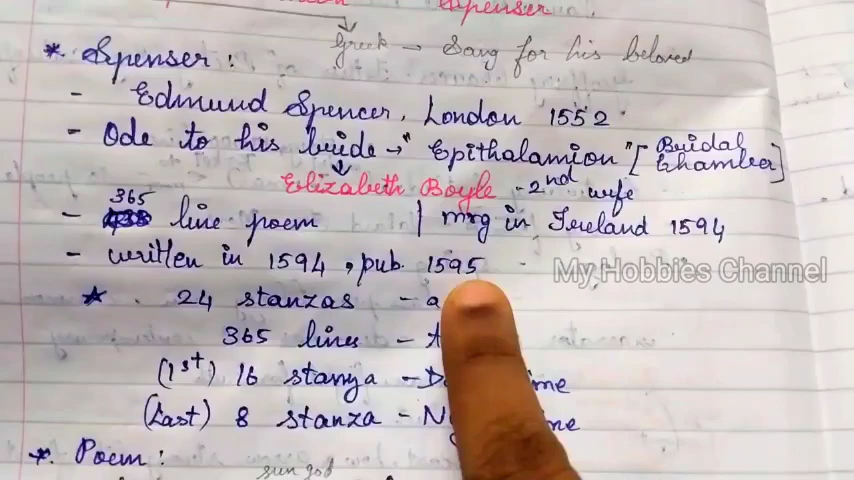 Spenser.
Greek - Song for his beloved
* Spenser :
- Edmund Spencer, London 1552
- Ode to his bride → "Epithalamion" [Bridal Chamber]
Elizabeth Boyle - 2nd wife
- 365 line poem | mrg in Ireland 1594
- written in 1594, pub. 1595 -
My Hobbies Channel
* . 24 stanzas - a
365 lines -
(1st) 16 stanza - D me
(Last) 8 stanza - N me
*. Poem :
sun god